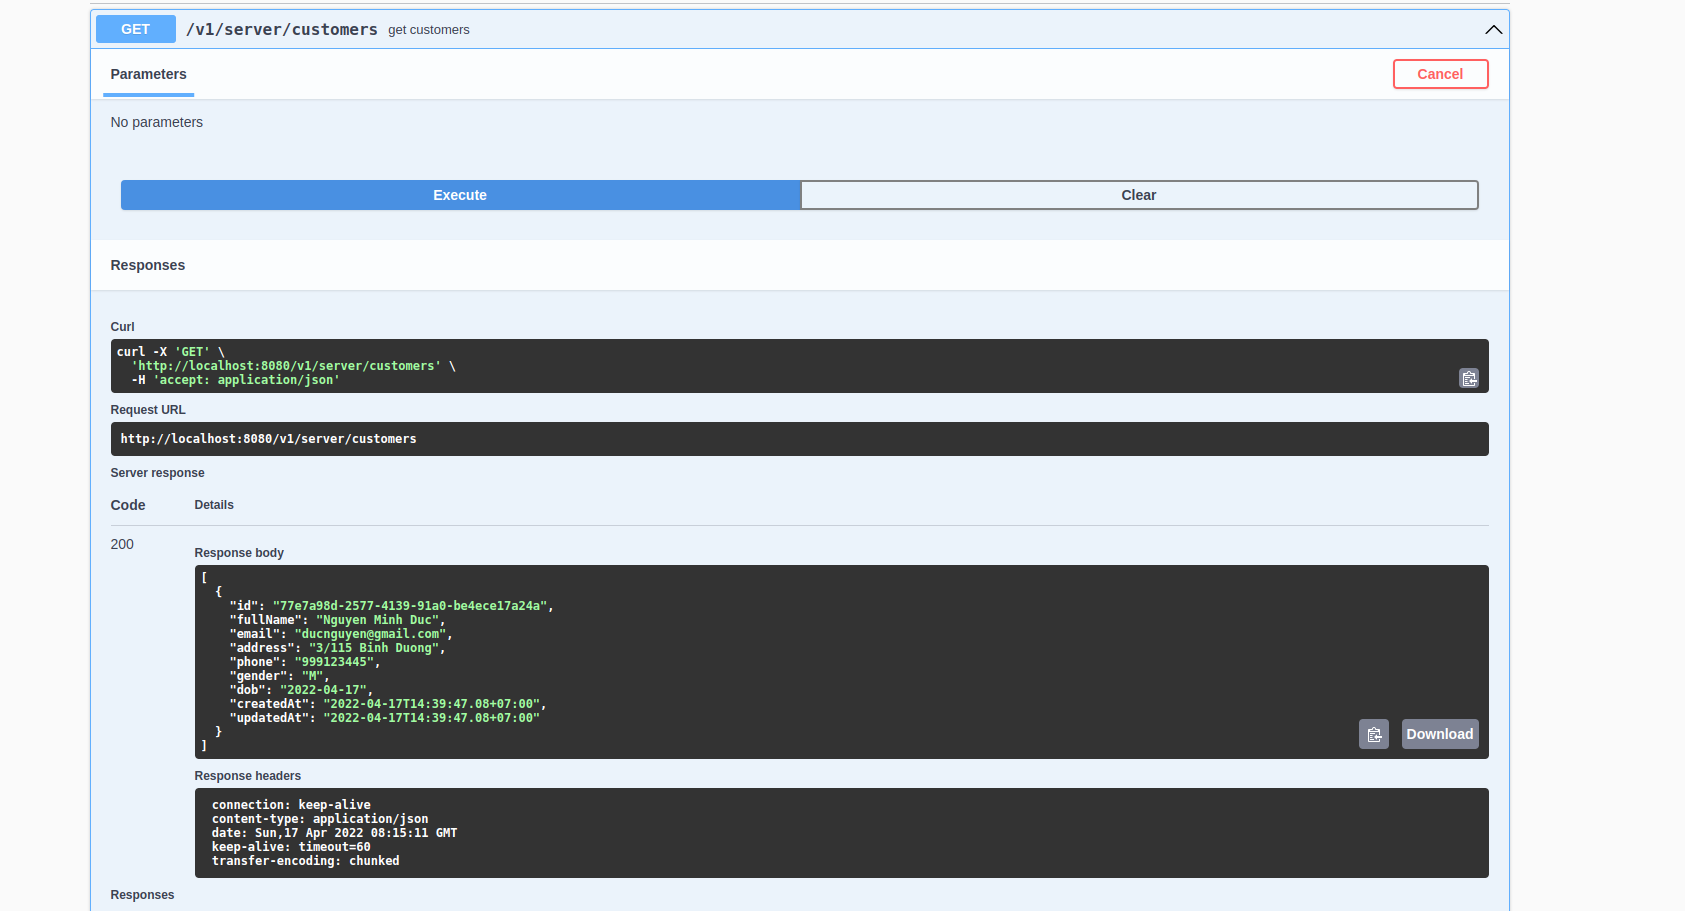 GET /v1/server/customers get customers
Parameters
Cancel
No parameters
Execute
Clear
Responses
Curl
curl -X 'GET' \
  'http://localhost:8080/v1/server/customers' \
  -H 'accept: application/json'
Request URL
http://localhost:8080/v1/server/customers
Server response
Code Details
200
Response body
[
  {
    "id": "77e7a98d-2577-4139-91a0-be4ece17a24a",
    "fullName": "Nguyen Minh Duc",
    "email": "ducnguyen@gmail.com",
    "address": "3/115 Binh Duong",
    "phone": "999123445",
    "gender": "M",
    "dob": "2022-04-17",
    "createdAt": "2022-04-17T14:39:47.08+07:00",
    "updatedAt": "2022-04-17T14:39:47.08+07:00"
  }
]
Download
Response headers
connection: keep-alive
content-type: application/json
date: Sun,17 Apr 2022 08:15:11 GMT
keep-alive: timeout=60
transfer-encoding: chunked
Responses